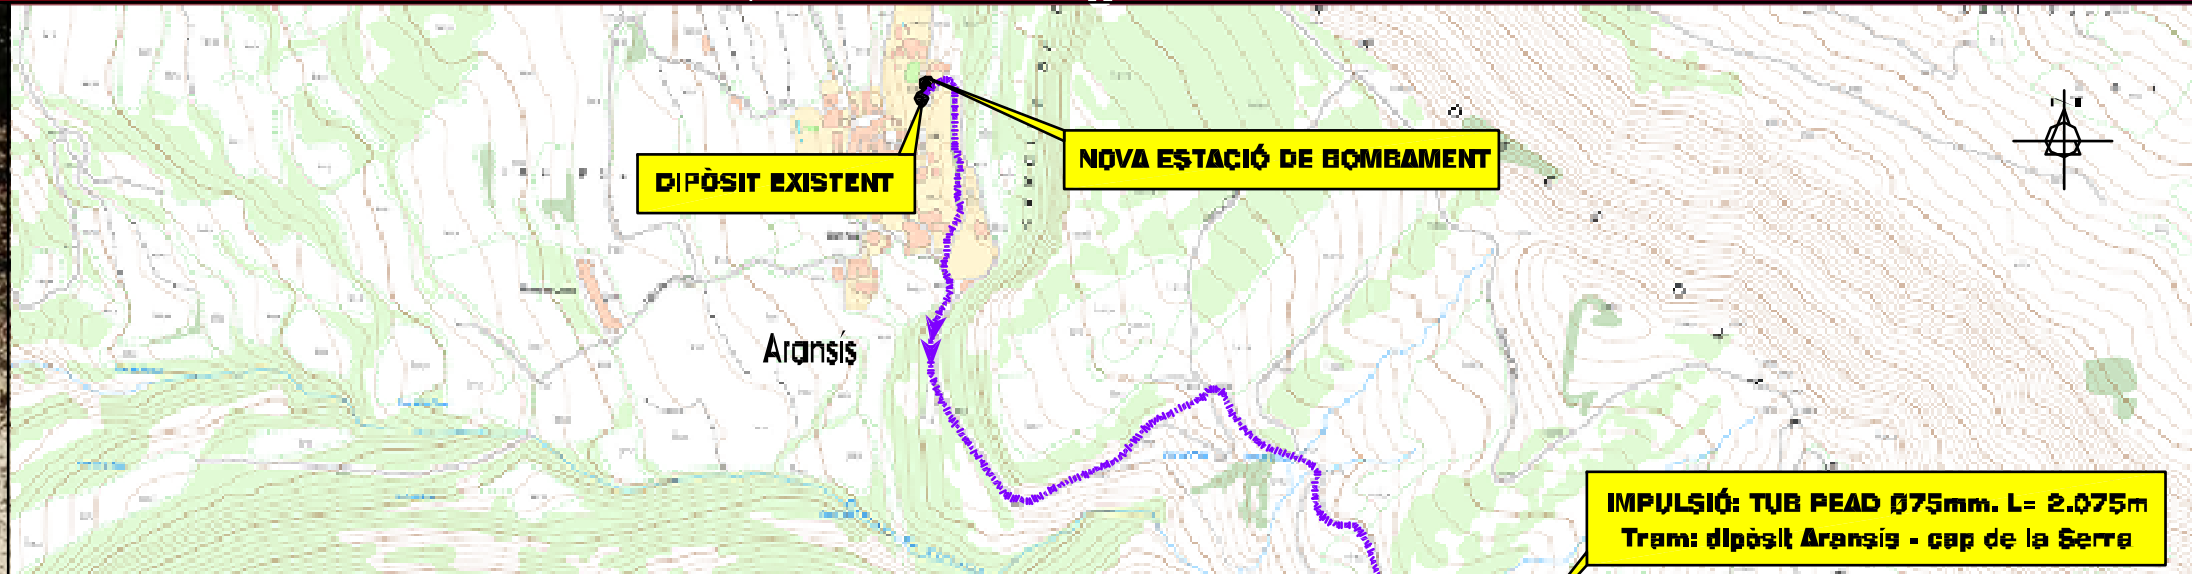 NOVA ESTACIÓ DE BOMBAMENT
DIPÒSIT EXISTENT
Aransís
IMPULSIÓ: TUB PEAD Ø75mm. L= 2.075m
Tram: dipòsit Aransís - cap de la Serra